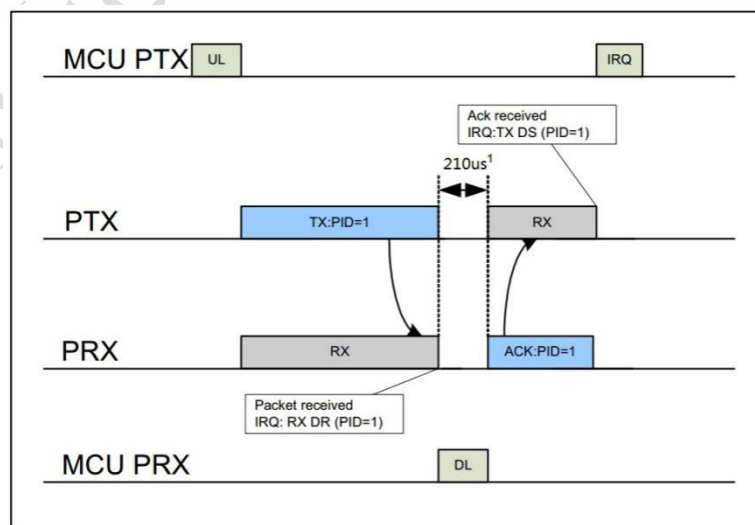 MCU PTX
UL
IRQ
Ack received
IRQ:TX DS (PID=1)
210us¹
PTX
TX:PID=1
RX
PRX
RX
ACK:PID=1
Packet received
IRQ: RX DR (PID=1)
MCU PRX
DL